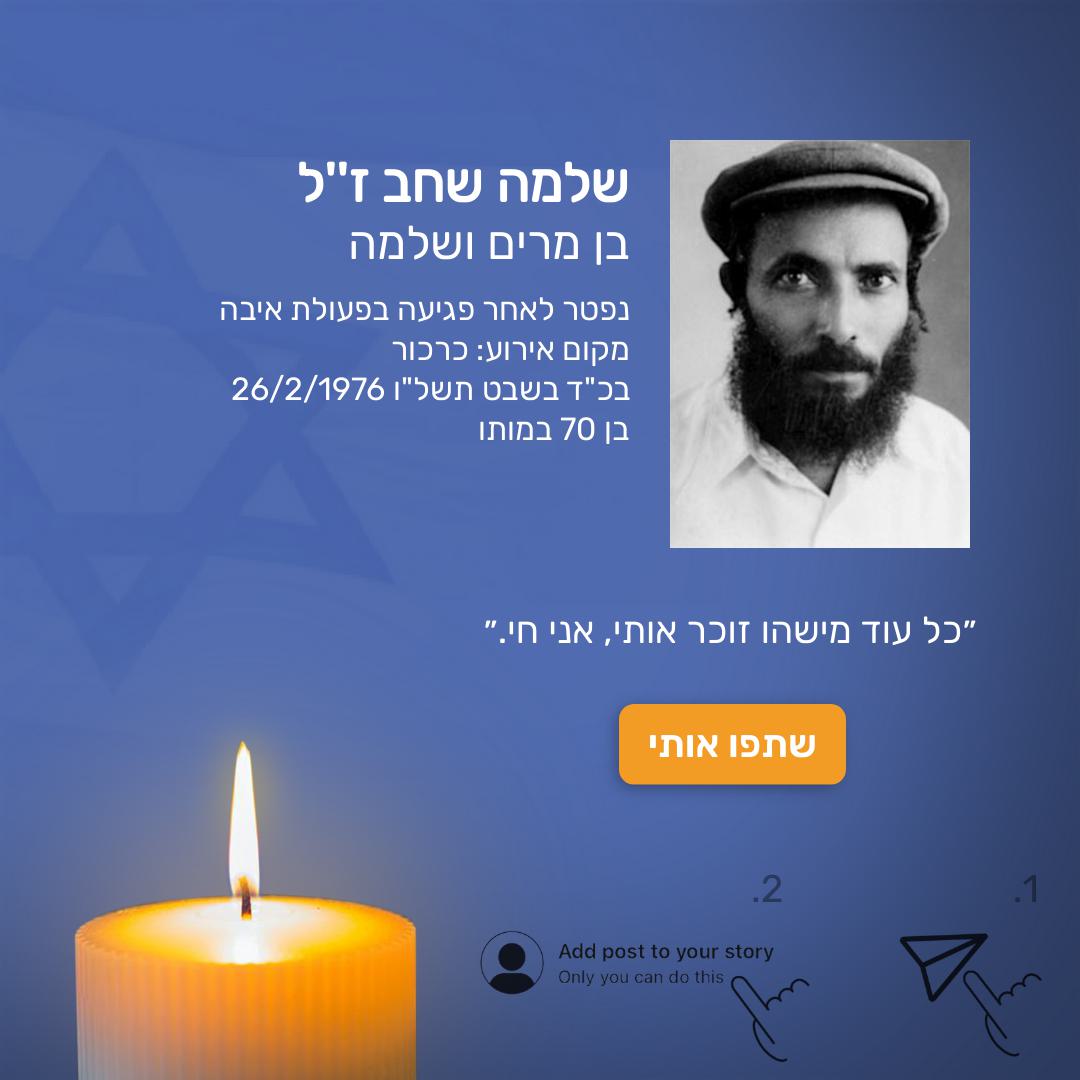 שלמה שחב ז"ל
בן מרים ושלמה
נפטר לאחר פגיעה בפעולת איבה
מקום אירוע: כרכור
בכ"ד בשבט תשל"ו 26/2/1976
בן 70 במותו
״כל עוד מישהו זוכר אותי, אני חי.״
שתפו אותי
.1
.2
Add post to your story
Only you can do this